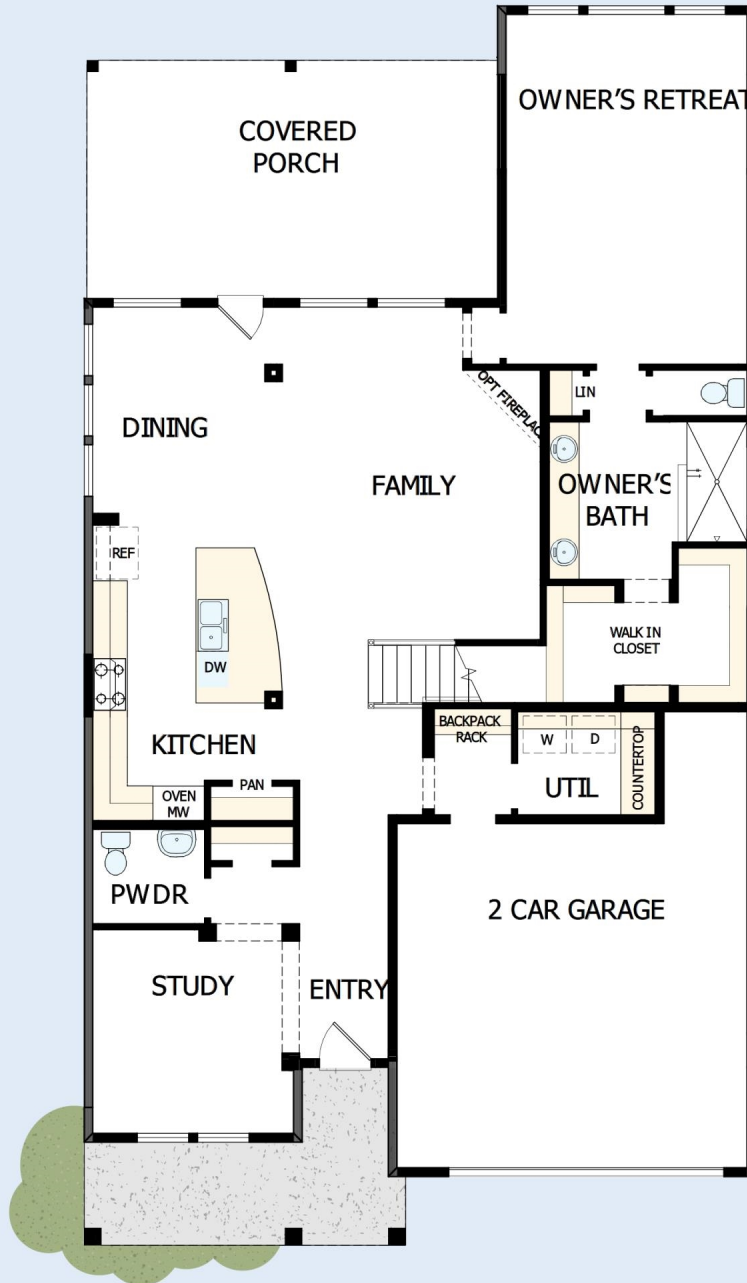 OWNER'S RETREAT
COVERED
PORCH
OPT FIREPLAC
LIN
DINING
FAMILY
OWNER'S
BATH
REF
WALK IN
CLOSET
DW
BACKPACK
RACK
W
D
COUNTERTOP
KITCHEN
PAN
UTIL
OVEN
MW
PWDR
2 CAR GARAGE
STUDY
ENTRY